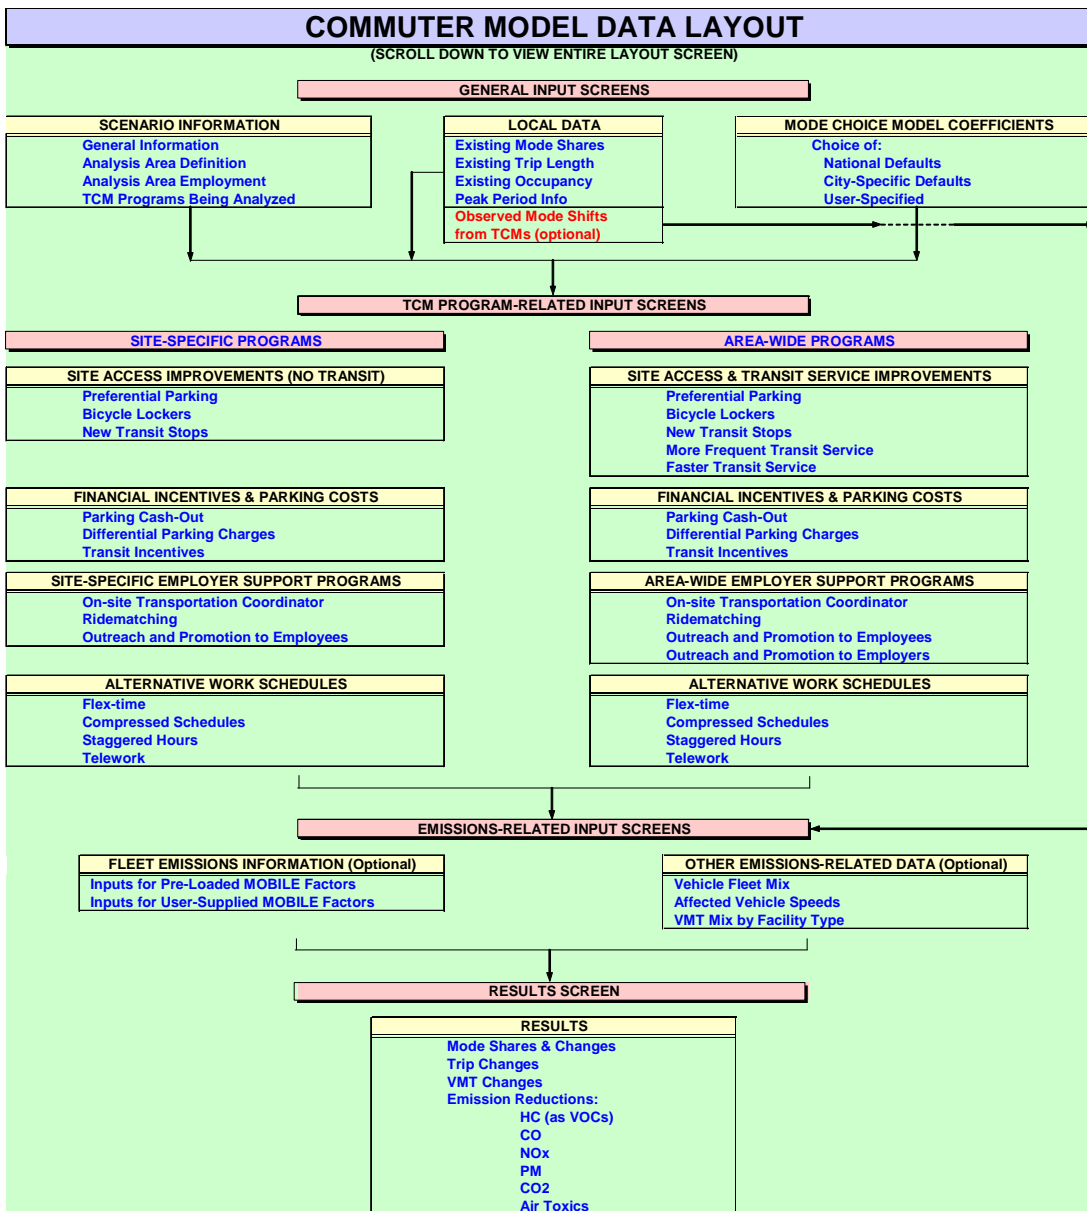 COMMUTER MODEL DATA LAYOUT
(SCROLL DOWN TO VIEW ENTIRE LAYOUT SCREEN)
GENERAL INPUT SCREENS
SCENARIO INFORMATION
General Information
Analysis Area Definition
Analysis Area Employment
TCM Programs Being Analyzed
LOCAL DATA
Existing Mode Shares
Existing Trip Length
Existing Occupancy
Peak Period Info
Observed Mode Shifts
from TCMs (optional)
MODE CHOICE MODEL COEFFICIENTS
Choice of:
National Defaults
City-Specific Defaults
User-Specified
TCM PROGRAM-RELATED INPUT SCREENS
SITE-SPECIFIC PROGRAMS
SITE ACCESS IMPROVEMENTS (NO TRANSIT)
Preferential Parking
Bicycle Lockers
New Transit Stops
FINANCIAL INCENTIVES & PARKING COSTS
Parking Cash-Out
Differential Parking Charges
Transit Incentives
SITE-SPECIFIC EMPLOYER SUPPORT PROGRAMS
On-site Transportation Coordinator
Ridematching
Outreach and Promotion to Employees
ALTERNATIVE WORK SCHEDULES
Flex-time
Compressed Schedules
Staggered Hours
Telework
AREA-WIDE PROGRAMS
SITE ACCESS & TRANSIT SERVICE IMPROVEMENTS
Preferential Parking
Bicycle Lockers
New Transit Stops
More Frequent Transit Service
Faster Transit Service
FINANCIAL INCENTIVES & PARKING COSTS
Parking Cash-Out
Differential Parking Charges
Transit Incentives
AREA-WIDE EMPLOYER SUPPORT PROGRAMS
On-site Transportation Coordinator
Ridematching
Outreach and Promotion to Employees
Outreach and Promotion to Employers
ALTERNATIVE WORK SCHEDULES
Flex-time
Compressed Schedules
Staggered Hours
Telework
EMISSIONS-RELATED INPUT SCREENS
FLEET EMISSIONS INFORMATION (Optional)
Inputs for Pre-Loaded MOBILE Factors
Inputs for User-Supplied MOBILE Factors
OTHER EMISSIONS-RELATED DATA (Optional)
Vehicle Fleet Mix
Affected Vehicle Speeds
VMT Mix by Facility Type
RESULTS SCREEN
RESULTS
Mode Shares & Changes
Trip Changes
VMT Changes
Emission Reductions:
HC (as VOCs)
CO
NOx
PM
CO2
Air Toxics